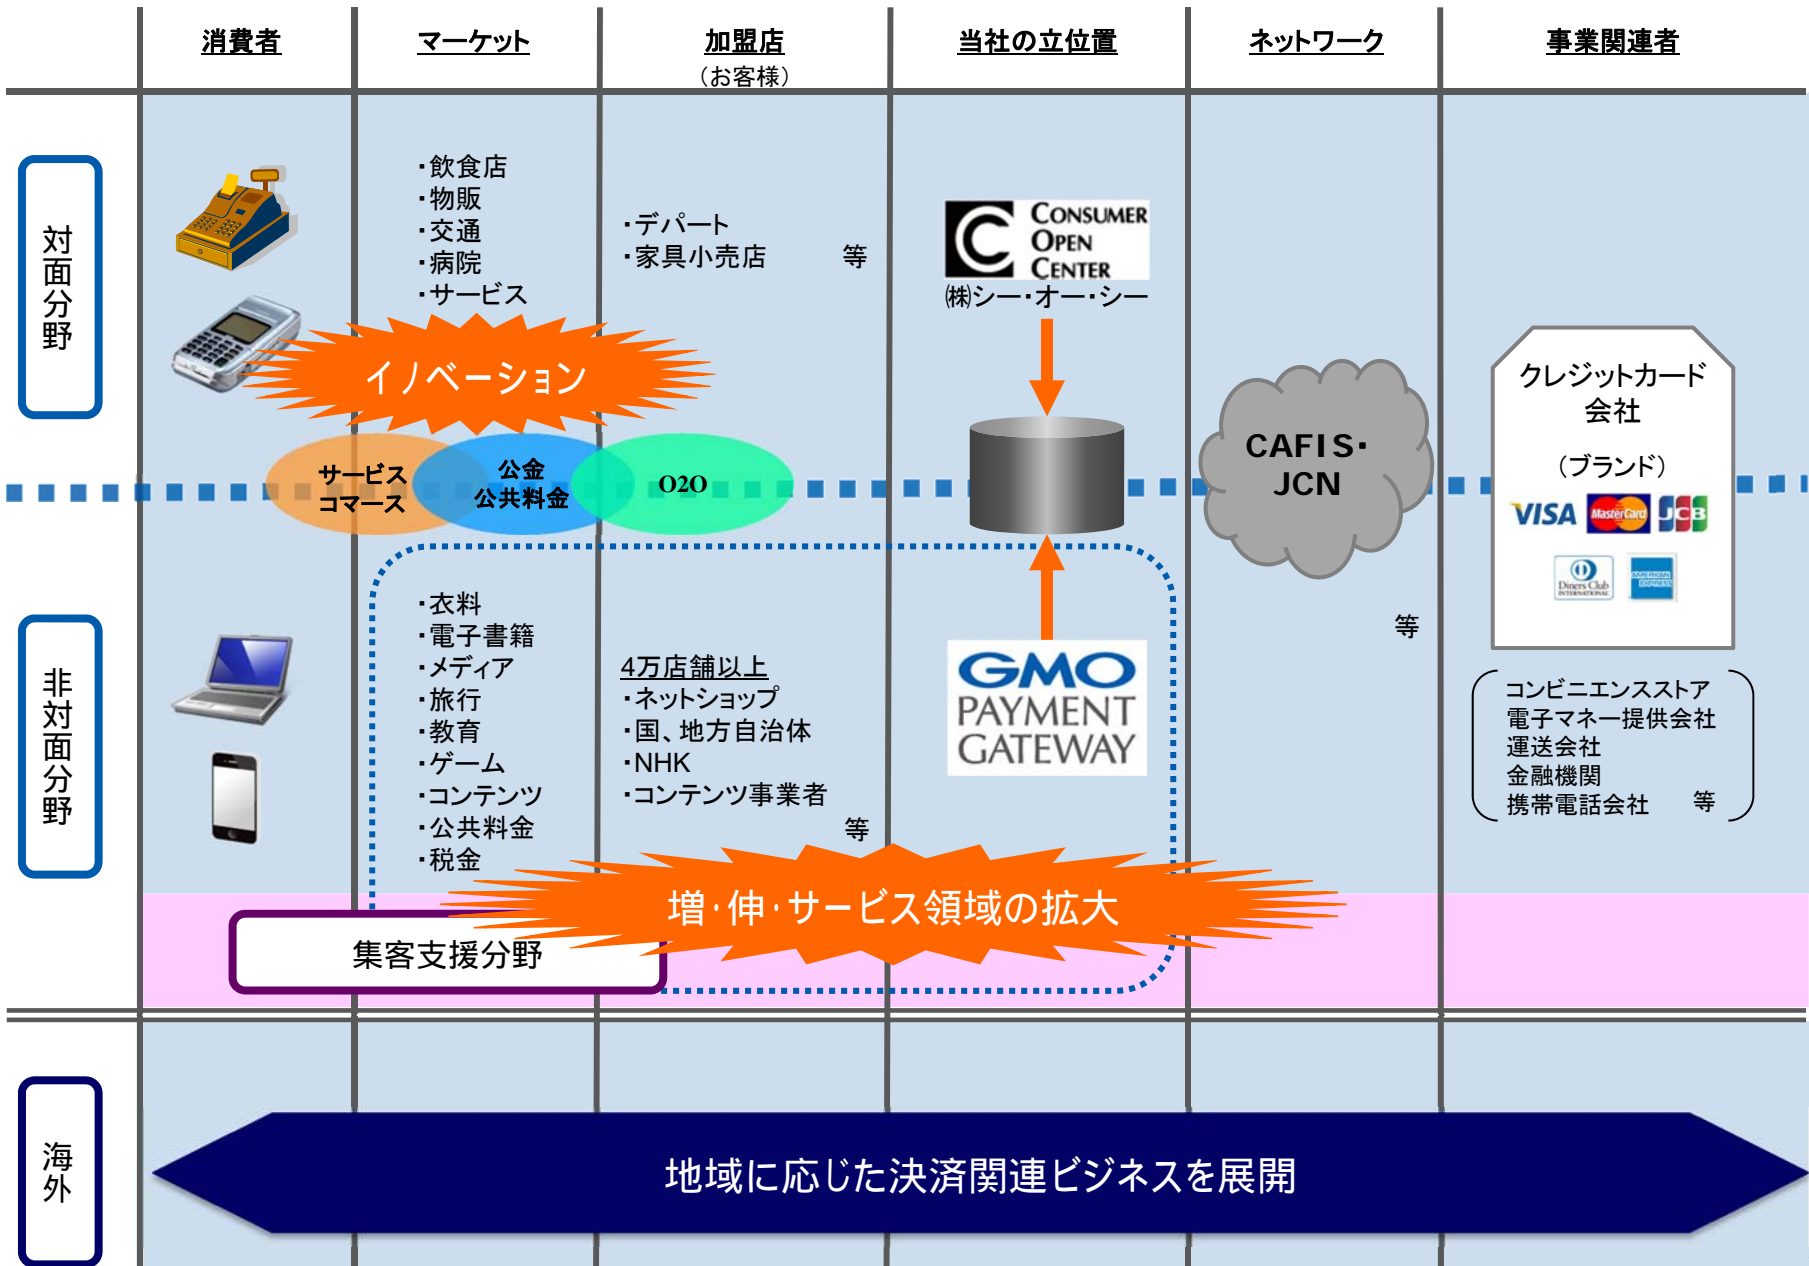 消費者
マーケット
加盟店
（お客様）
当社の立位置
ネットワーク
事業関連者
対面分野
・飲食店
・物販
・交通
・病院
・サービス
・デパート
・家具小売店　等
CONSUMER
OPEN
CENTER
㈱シー・オー・シー
イノベーション
サービス
コマース
公金
公共料金
O2O
CAFIS・
JCN
等
クレジットカード
会社
（ブランド）
VISA
MasterCard
JCB
Diners Club
INTERNATIONAL
AMERICAN
EXPRESS
非対面分野
・衣料
・電子書籍
・メディア
・旅行
・教育
・ゲーム
・コンテンツ
・公共料金
・税金
4万店舗以上
・ネットショップ
・国、地方自治体
・NHK
・コンテンツ事業者
等
GMO
PAYMENT
GATEWAY
コンビニエンスストア
電子マネー提供会社
運送会社
金融機関
携帯電話会社　等
増・伸・サービス領域の拡大
集客支援分野
海外
地域に応じた決済関連ビジネスを展開